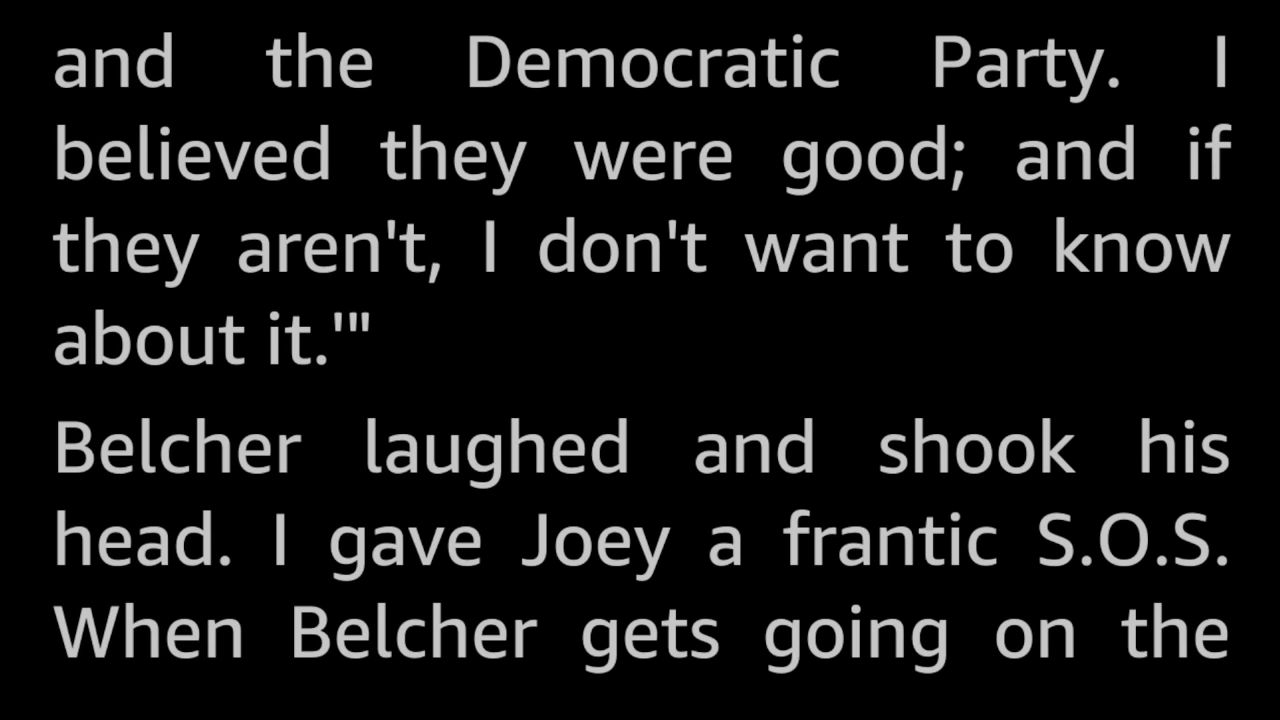 and the Democratic Party. I
believed they were good; and if
they aren't, I don't want to know
about it.'"
Belcher laughed and shook his
head. I gave Joey a frantic S.O.S.
When Belcher gets going on the